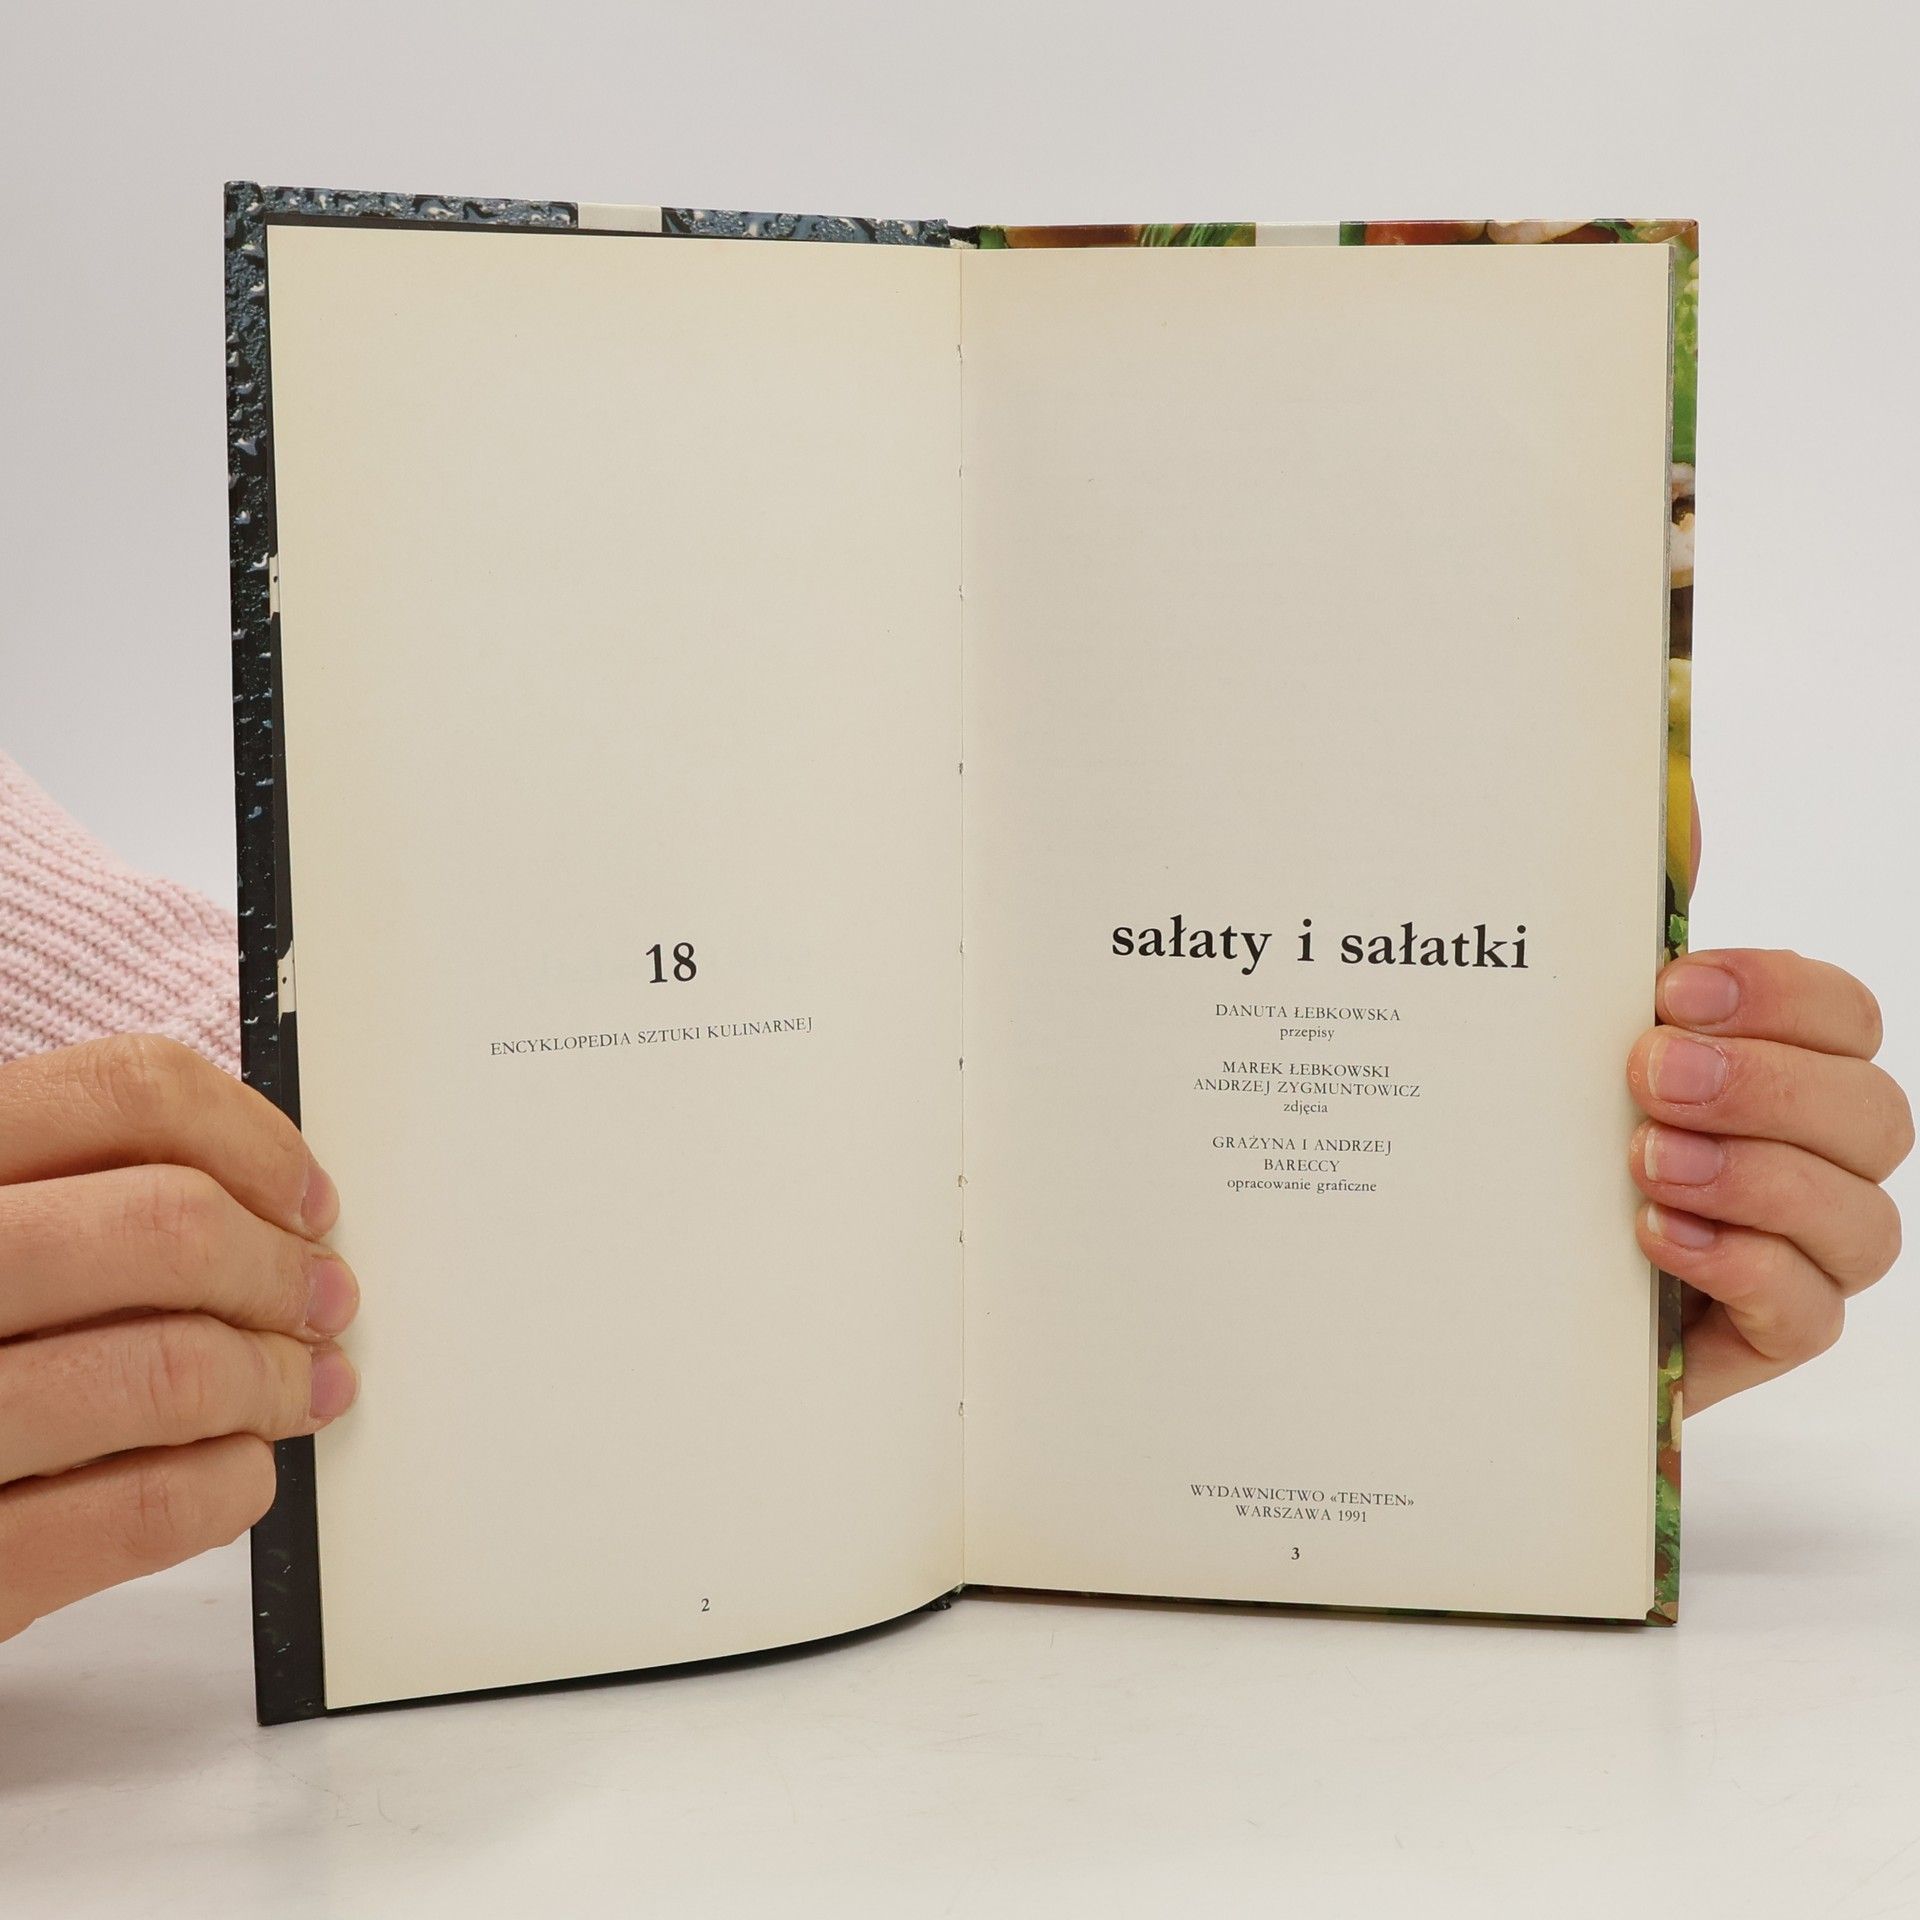 18
ENCYKLOPEDIA SZTUKI KULINARNEJ
2
sałaty i sałatki
DANUTA ŁEBKOWSKA
przepisy
MAREK ŁEBKOWSKI
ANDRZEJ ZYGMUNTOWICZ
zdjęcia
GRAŻYNA I ANDRZEJ
BARECCY
opracowanie graficzne
WYDAWNICTWO «TENTEN»
WARSZAWA 1991
3